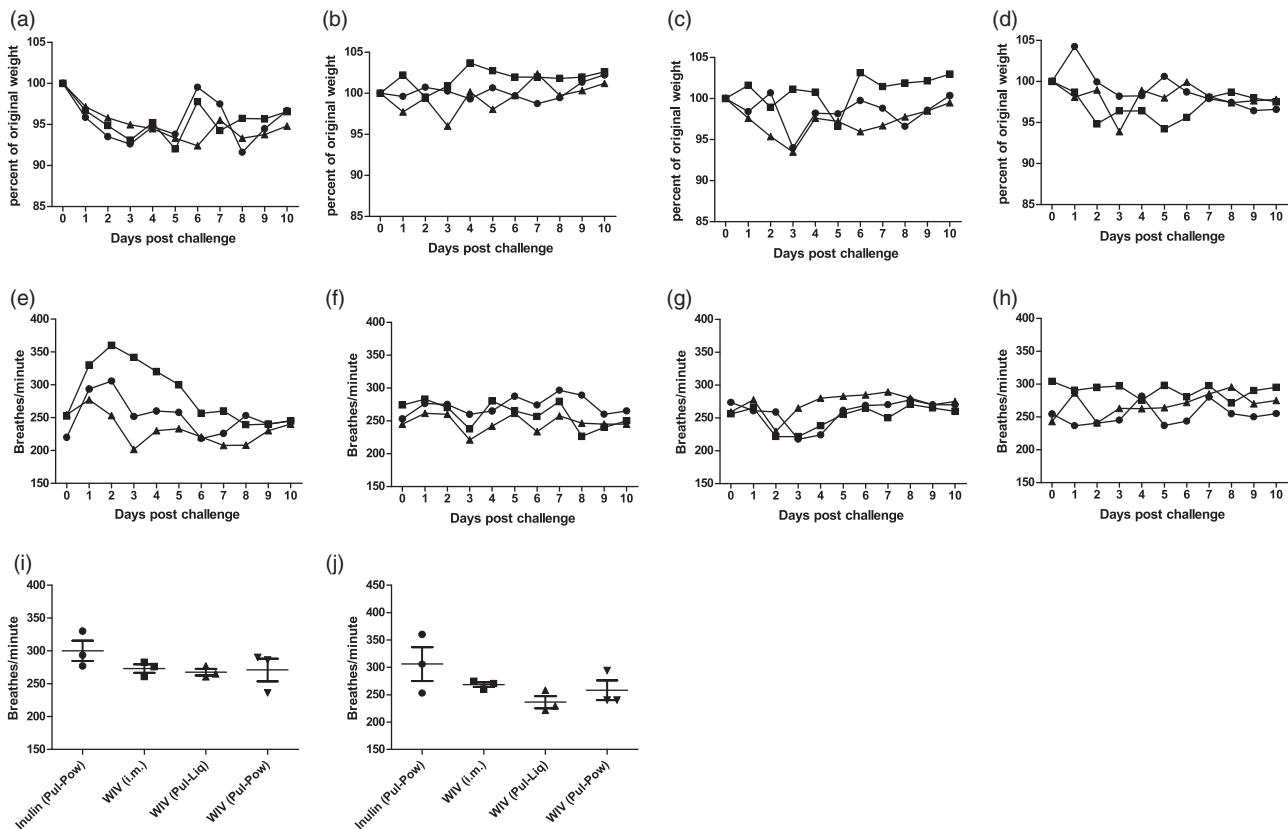 (a) (b) (c) (d)
percent of original weight
105
100
95
90
85
0 1 2 3 4 5 6 7 8 9 10
Days post challenge
percent of original weight
105
100
95
90
85
0 1 2 3 4 5 6 7 8 9 10
Days post challenge
percent of original weight
105
100
95
90
85
0 1 2 3 4 5 6 7 8 9 10
Days post challenge
percent of original weight
105
100
95
90
85
0 1 2 3 4 5 6 7 8 9 10
Days post challenge
(e) (f) (g) (h)
Breathes/minute
400
350
300
250
200
150
0 1 2 3 4 5 6 7 8 9 10
Days post challenge
Breathes/minute
400
350
300
250
200
150
0 1 2 3 4 5 6 7 8 9 10
Days post challenge
Breathes/minute
400
350
300
250
200
150
0 1 2 3 4 5 6 7 8 9 10
Days post challenge
Breathes/minute
400
350
300
250
200
150
0 1 2 3 4 5 6 7 8 9 10
Days post challenge
(i) (j)
Breathes/minute
400
350
300
250
200
150
Inulin (Pul-Pow)
WIV (i.m.)
WIV (Pul-Liq)
WIV (Pul-Pow)
Breathes/minute
450
400
350
300
250
200
150
Inulin (Pul-Pow)
WIV (i.m.)
WIV (Pul-Liq)
WIV (Pul-Pow)